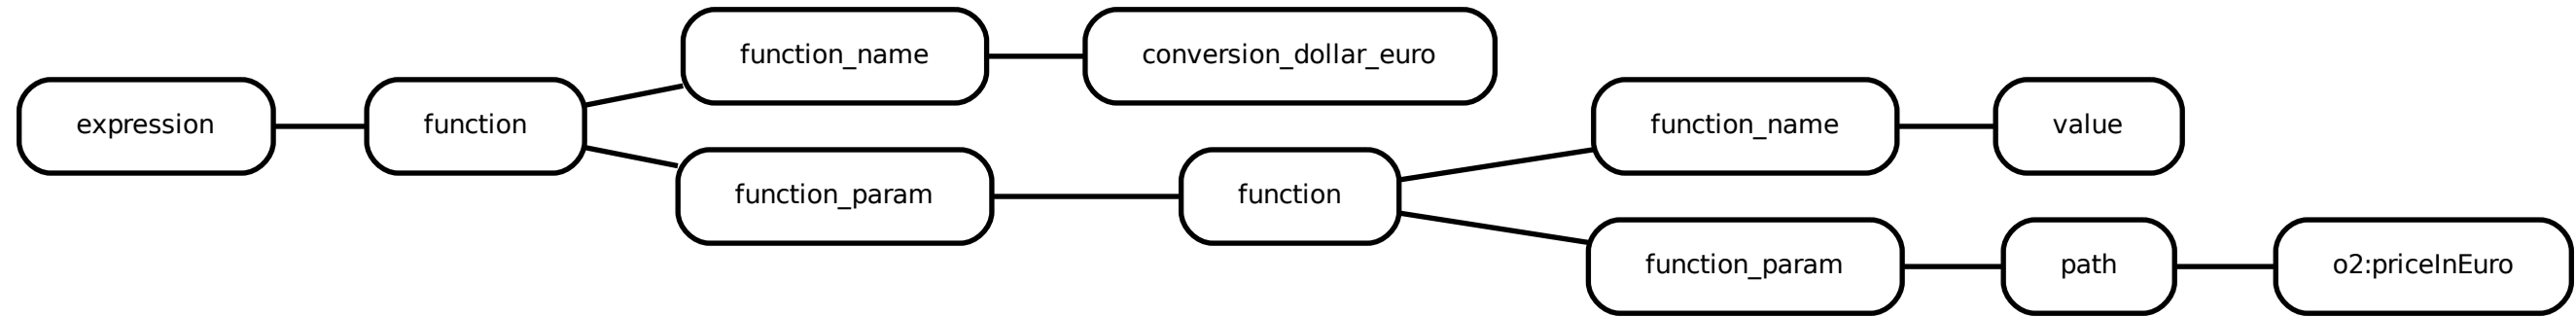 expression
function
function_name
conversion_dollar_euro
function_param
function
function_name
value
function_param
path
o2:priceInEuro